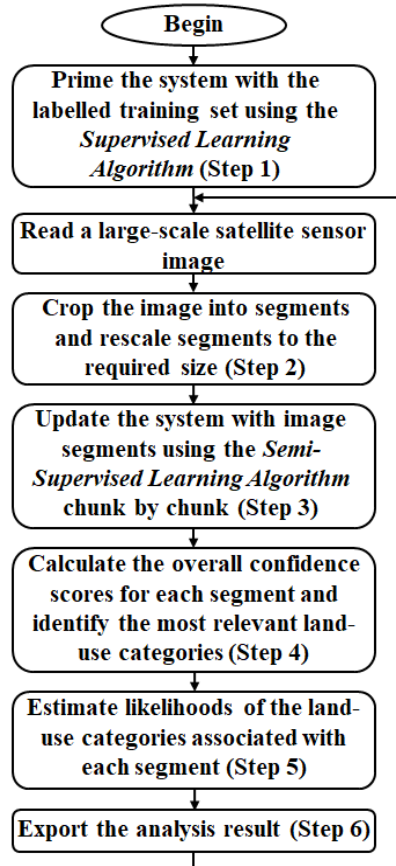 Begin
Prime the system with the
labelled training set using the
Supervised Learning
Algorithm (Step 1)
Read a large-scale satellite sensor
image
Crop the image into segments
and rescale segments to the
required size (Step 2)
Update the system with image
segments using the Semi-
Supervised Learning Algorithm
chunk by chunk (Step 3)
Calculate the overall confidence
scores for each segment and
identify the most relevant land-
use categories (Step 4)
Estimate likelihoods of the land-
use categories associated with
each segment (Step 5)
Export the analysis result (Step 6)